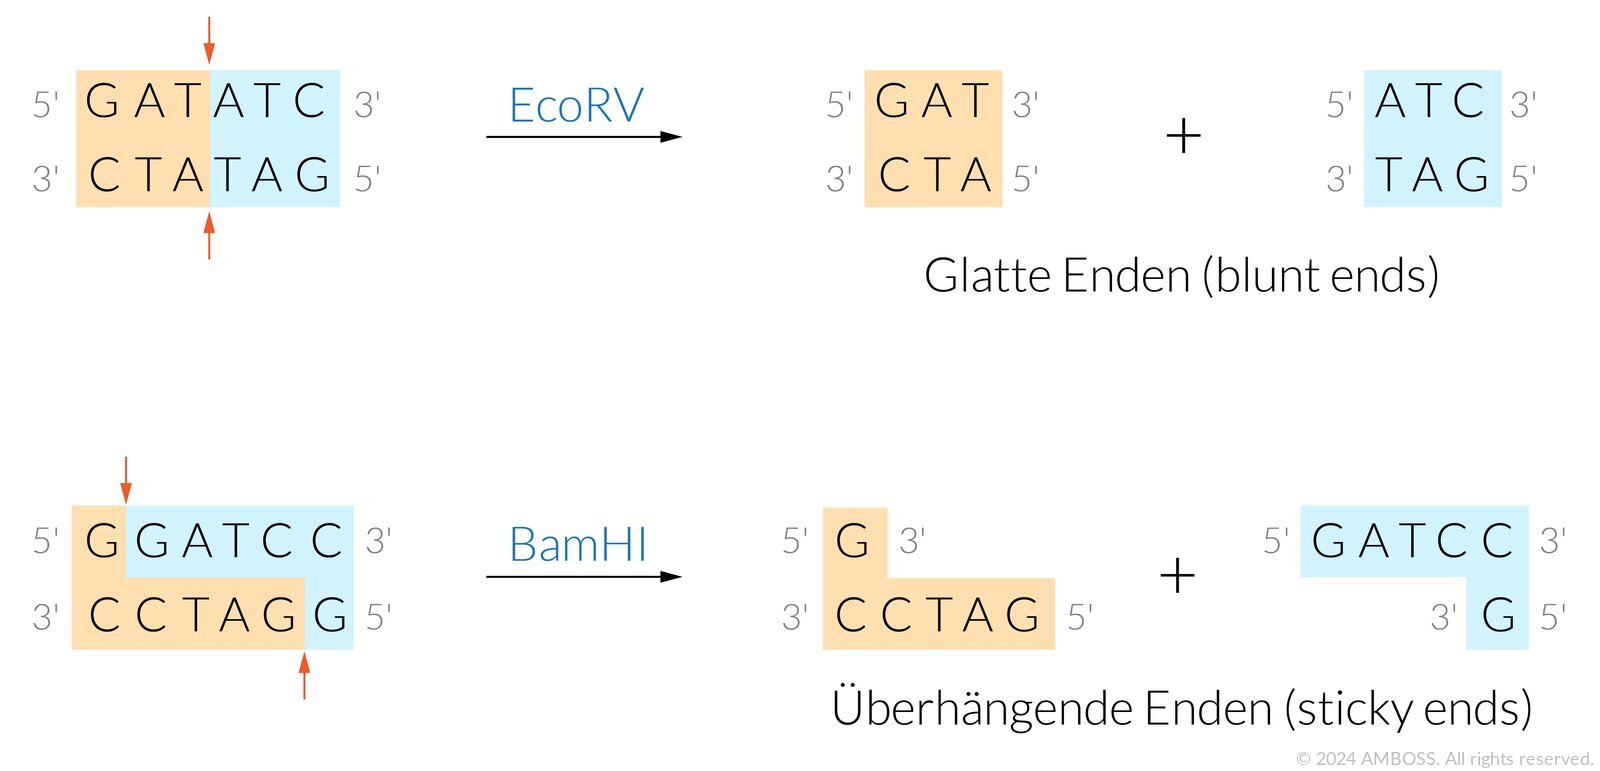 5' GATATC 3' EcoRV 5' GAT 3' + 5' ATC 3'
3' CTATAG 5' 3' CTA 5' 3' TAG 5'
Glatte Enden (blunt ends)
5' GGATCC 3' BamHI 5' G 3' + 5' GATCC 3'
3' CCTAGG 5' 3' CCTAG 5' 3' G 5'
Überhängende Enden (sticky ends)
© 2024 AMBOSS. All rights reserved.